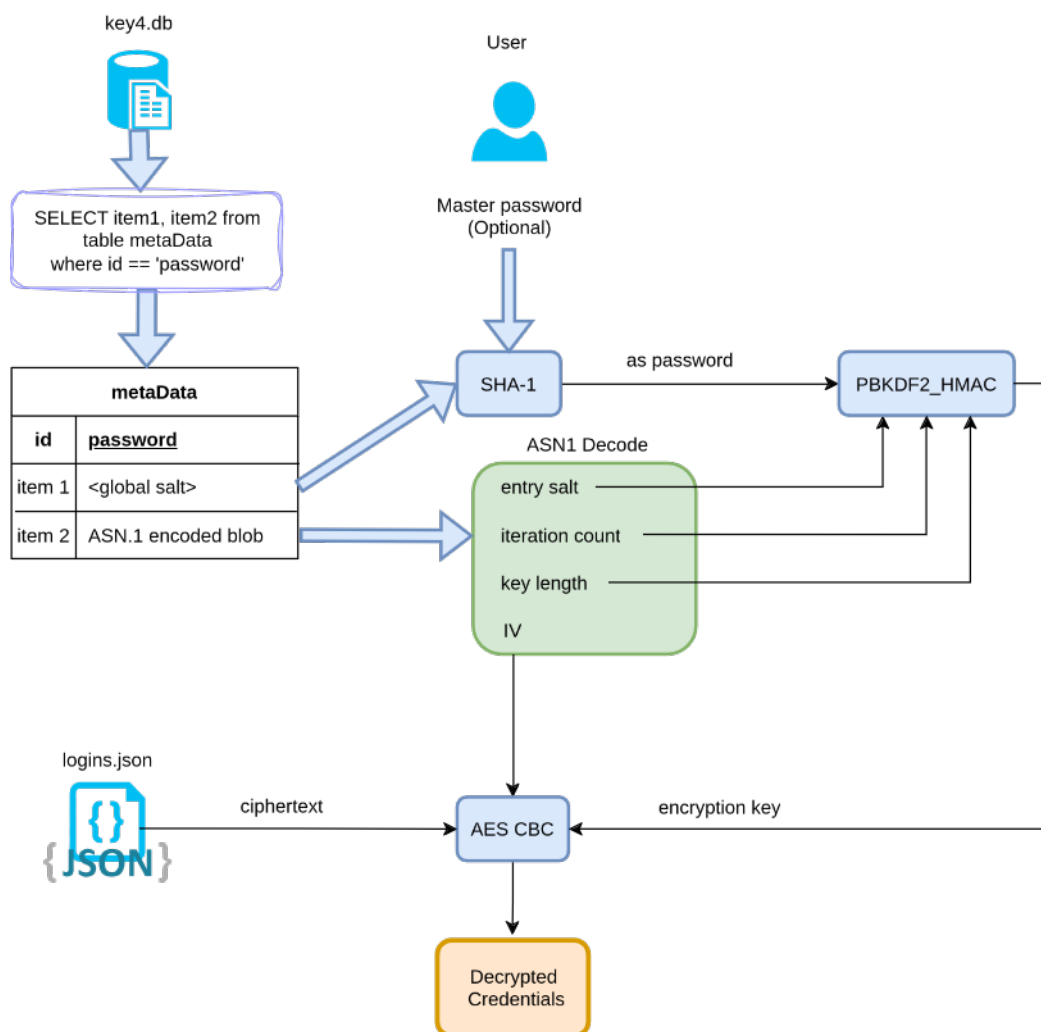 key4.db
User
SELECT item1, item2 from
table metaData
where id == 'password'
Master password
(Optional)
metaData
id password
item 1 <global salt>
item 2 ASN.1 encoded blob
SHA-1
as password
PBKDF2_HMAC
ASN1 Decode
entry salt
iteration count
key length
IV
logins.json
{ }
{JSON}
ciphertext
AES CBC
encryption key
Decrypted
Credentials